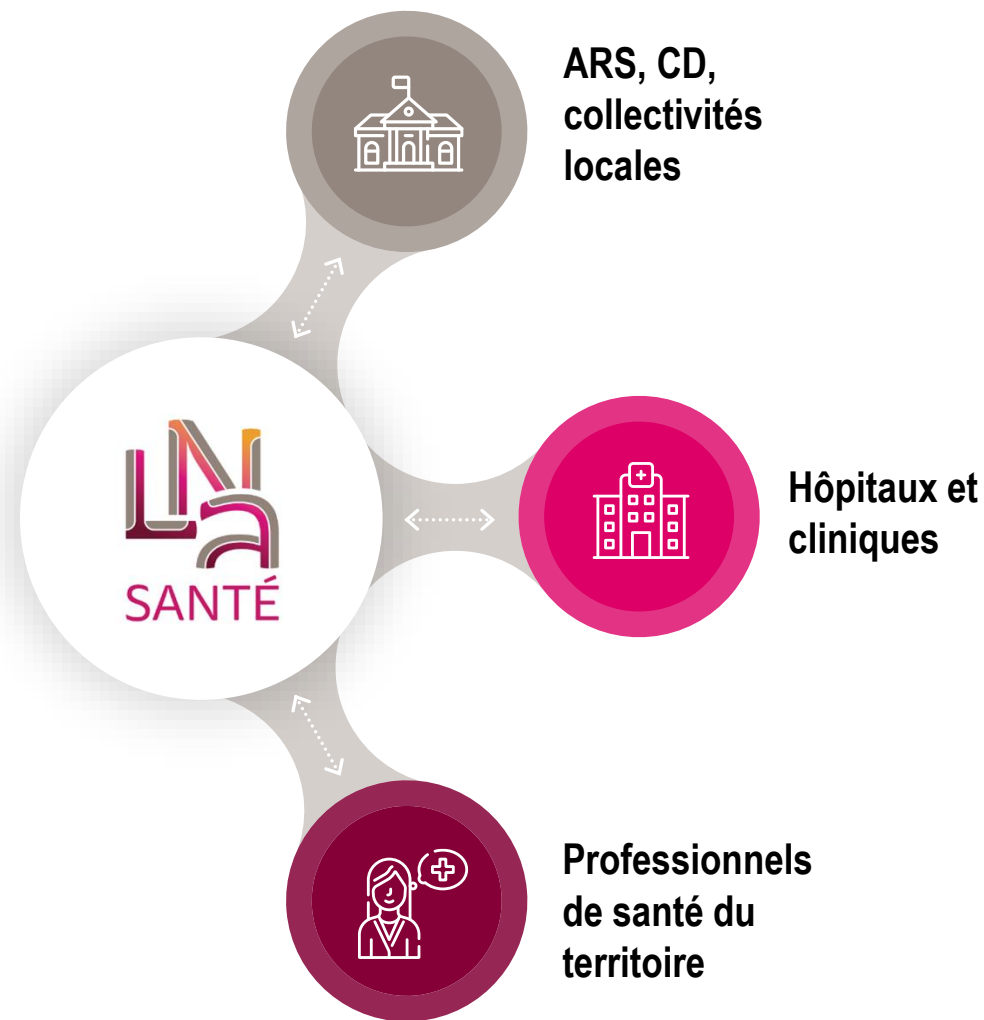 ARS, CD,
collectivités
locales
LNa
SANTÉ
Hôpitaux et
cliniques
Professionnels
de santé du
territoire